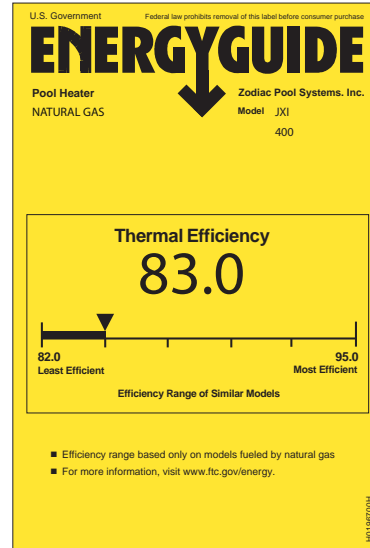 U.S. Government Federal law prohibits removal of this label before consumer purchase
ENERGYGUIDE
Pool Heater
NATURAL GAS
Zodiac Pool Systems. Inc.
Model JXI
400
Thermal Efficiency
83.0
82.0 95.0
Least Efficient Most Efficient
Efficiency Range of Similar Models
■ Efficiency range based only on models fueled by natural gas
■ For more information, visit www.ftc.gov/energy.